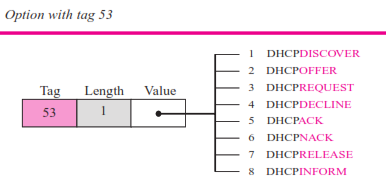 Option with tag 53
Tag Length Value
53 1
1 DHCPDISCOVER
2 DHCPOFFER
3 DHCPREQUEST
4 DHCPDECLINE
5 DHCPACK
6 DHCPNACK
7 DHCPRELEASE
8 DHCPINFORM